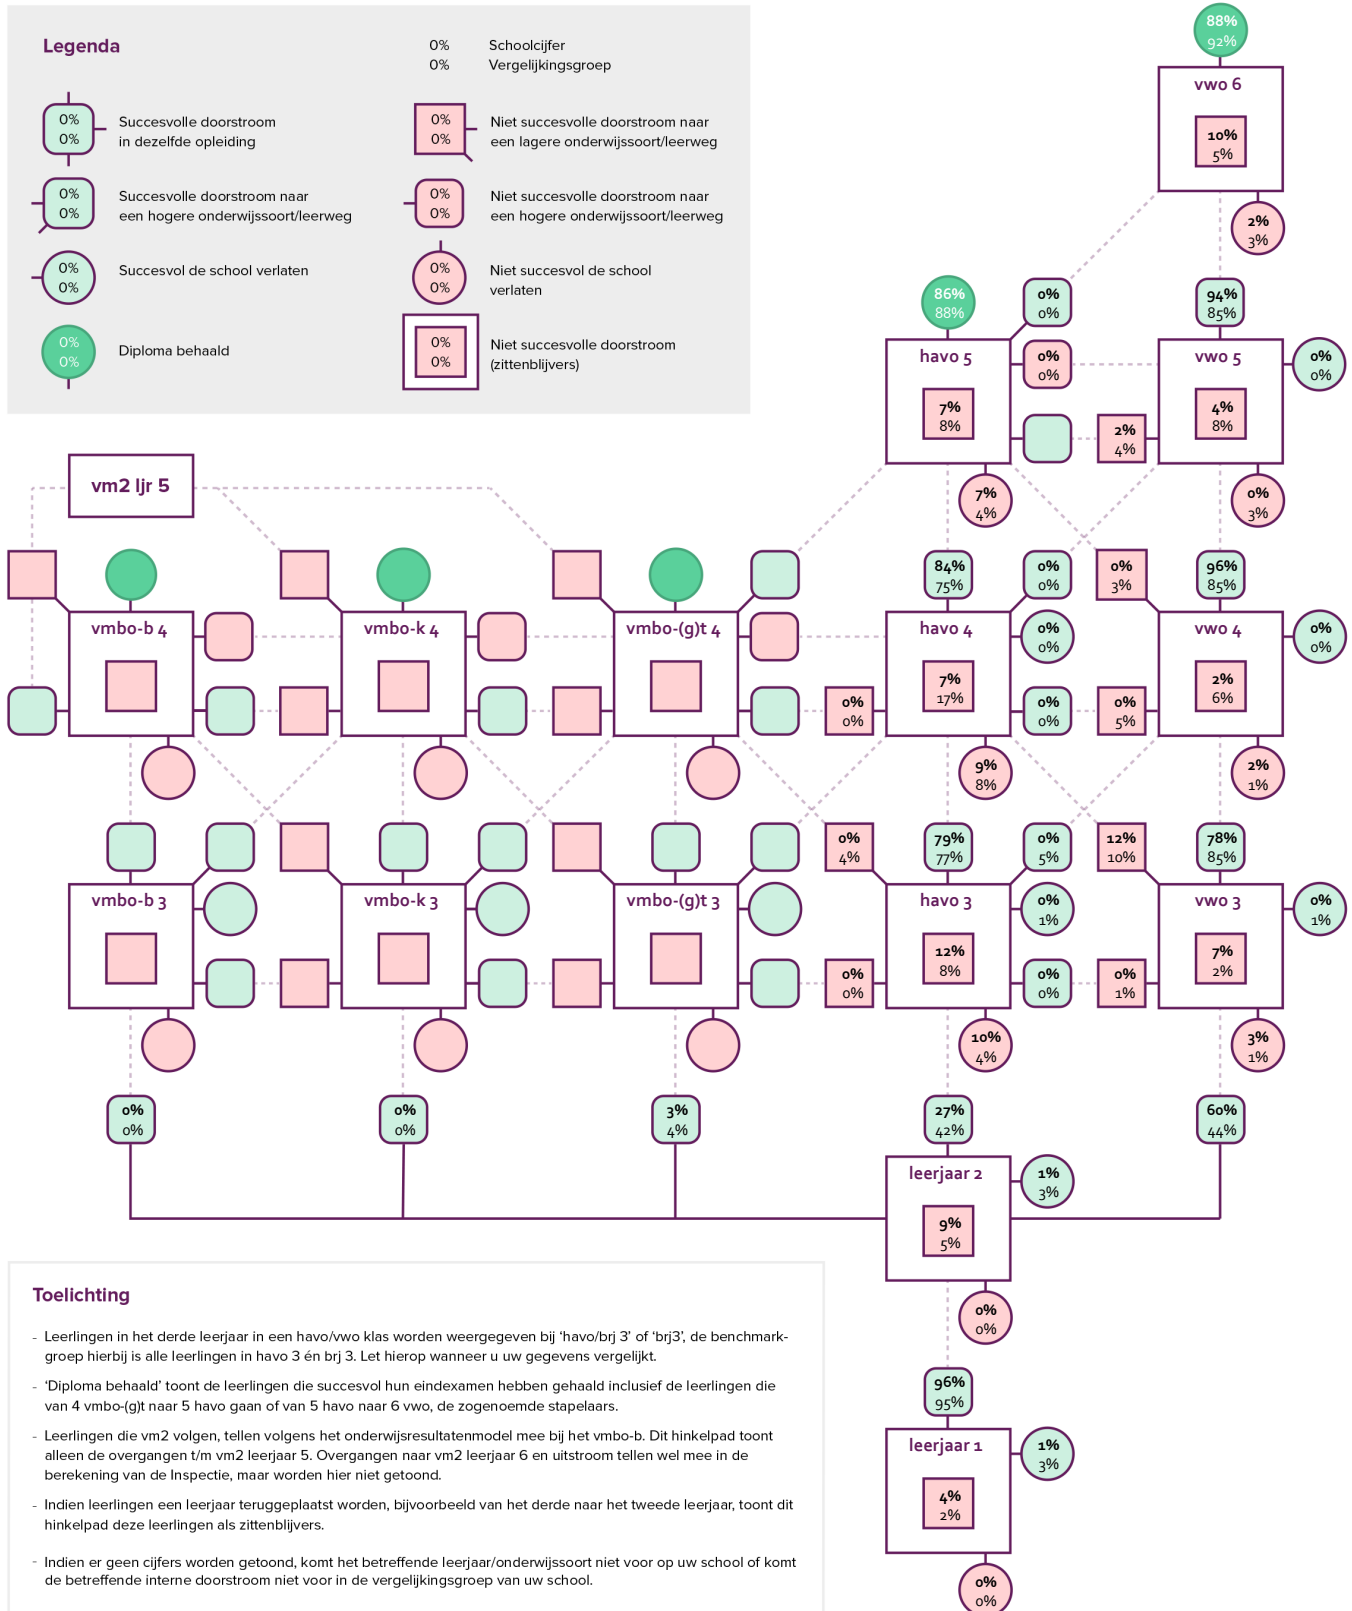 Legenda
0% Schoolcijfer
0% Vergelijkingsgroep
0%
0%
Succesvolle doorstroom
in dezelfde opleiding
0%
0%
Niet succesvolle doorstroom naar
een lagere onderwijssoort/leerweg
0%
0%
Succesvolle doorstroom naar
een hogere onderwijssoort/leerweg
0%
0%
Niet succesvolle doorstroom naar
een hogere onderwijssoort/leerweg
0%
0%
Succesvol de school verlaten
0%
0%
Niet succesvol de school
verlaten
0%
0%
Diploma behaald
0%
0%
Niet succesvolle doorstroom
(zittenblijvers)
88%
92%
vwo 6
10%
5%
2%
3%
86%
88%
0%
0%
94%
85%
havo 5
7%
8%
0%
0%
2%
4%
7%
4%
vwo 5
4%
8%
0%
0%
0%
3%
vm2 ljr 5
84%
75%
0%
0%
0%
3%
96%
85%
vmbo-b 4
vmbo-k 4
vmbo-(g)t 4
0%
0%
havo 4
7%
17%
0%
0%
0%
0%
9%
8%
0%
5%
vwo 4
2%
6%
0%
0%
2%
1%
0%
4%
79%
77%
0%
5%
12%
10%
78%
85%
vmbo-b 3
vmbo-k 3
vmbo-(g)t 3
0%
0%
havo 3
12%
8%
0%
1%
0%
0%
10%
4%
0%
1%
vwo 3
7%
2%
0%
1%
3%
1%
0%
0%
0%
0%
3%
4%
27%
42%
60%
44%
leerjaar 2
9%
5%
1%
3%
0%
0%
96%
95%
leerjaar 1
4%
2%
1%
3%
0%
0%
Toelichting
- Leerlingen in het derde leerjaar in een havo/vwo klas worden weergegeven bij ‘havo/brj 3’ of ‘brj3’, de benchmark-
groep hierbij is alle leerlingen in havo 3 én brj 3. Let hierop wanneer u uw gegevens vergelijkt.
- ‘Diploma behaald’ toont de leerlingen die succesvol hun eindexamen hebben gehaald inclusief de leerlingen die
van 4 vmbo-(g)t naar 5 havo gaan of van 5 havo naar 6 vwo, de zogenoemde stapelaars.
- Leerlingen die vm2 volgen, tellen volgens het onderwijsresultatenmodel mee bij het vmbo-b. Dit hinkelpad toont
alleen de overgangen t/m vm2 leerjaar 5. Overgangen naar vm2 leerjaar 6 en uitstroom tellen wel mee in de
berekening van de Inspectie, maar worden hier niet getoond.
- Indien leerlingen een leerjaar teruggeplaatst worden, bijvoorbeeld van het derde naar het tweede leerjaar, toont dit
hinkelpad deze leerlingen als zittenblijvers.
- Indien er geen cijfers worden getoond, komt het betreffende leerjaar/onderwijssoort niet voor op uw school of komt
de betreffende interne doorstroom niet voor in de vergelijkingsgroep van uw school.